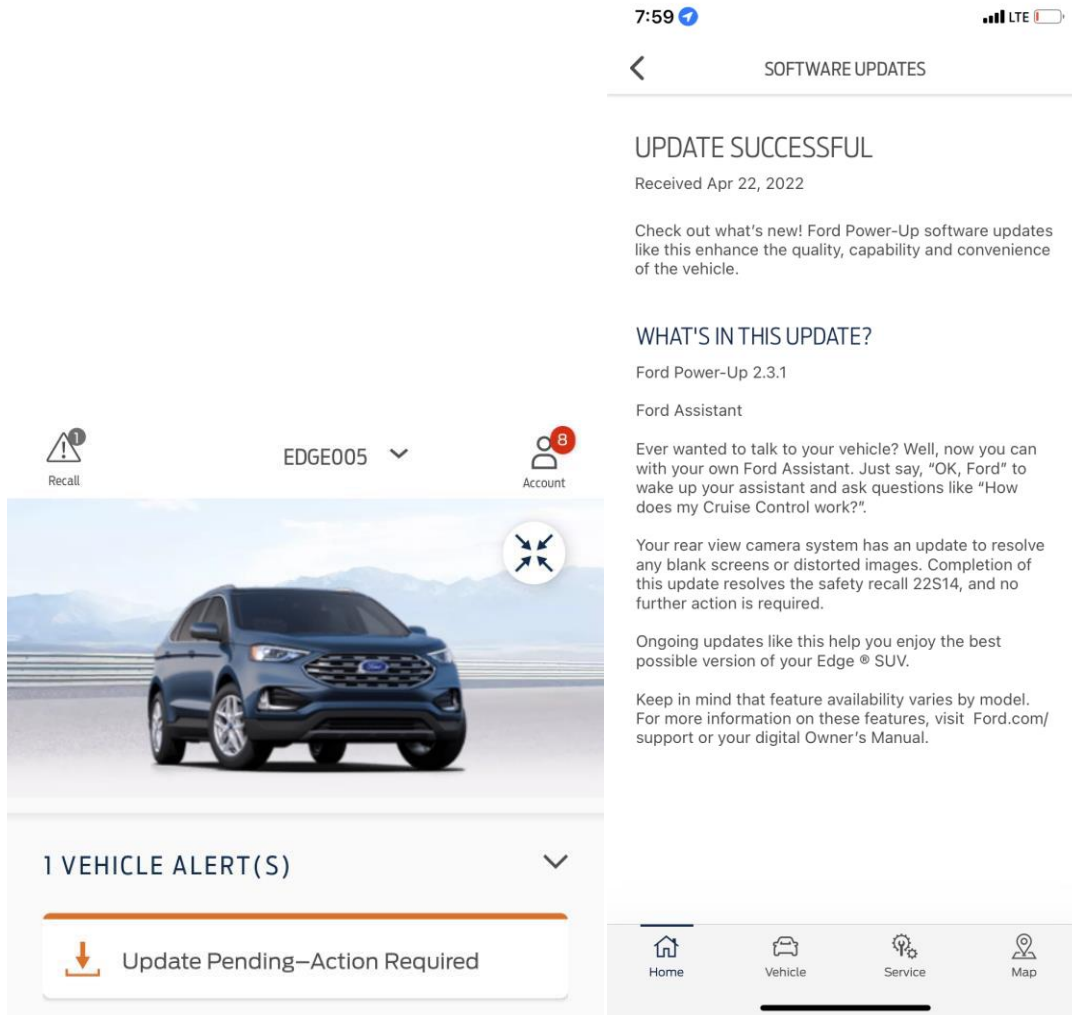 1
Recall
EDGE005
8
Account
Ford
1 VEHICLE ALERT(S)
Update Pending–Action Required
7:59
LTE
SOFTWARE UPDATES
UPDATE SUCCESSFUL
Received Apr 22, 2022
Check out what's new! Ford Power-Up software updates
like this enhance the quality, capability and convenience
of the vehicle.
WHAT'S IN THIS UPDATE?
Ford Power-Up 2.3.1
Ford Assistant
Ever wanted to talk to your vehicle? Well, now you can
with your own Ford Assistant. Just say, “OK, Ford” to
wake up your assistant and ask questions like “How
does my Cruise Control work?”.
Your rear view camera system has an update to resolve
any blank screens or distorted images. Completion of
this update resolves the safety recall 22S14, and no
further action is required.
Ongoing updates like this help you enjoy the best
possible version of your Edge ® SUV.
Keep in mind that feature availability varies by model.
For more information on these features, visit Ford.com/
support or your digital Owner's Manual.
Home
Vehicle
Service
Map